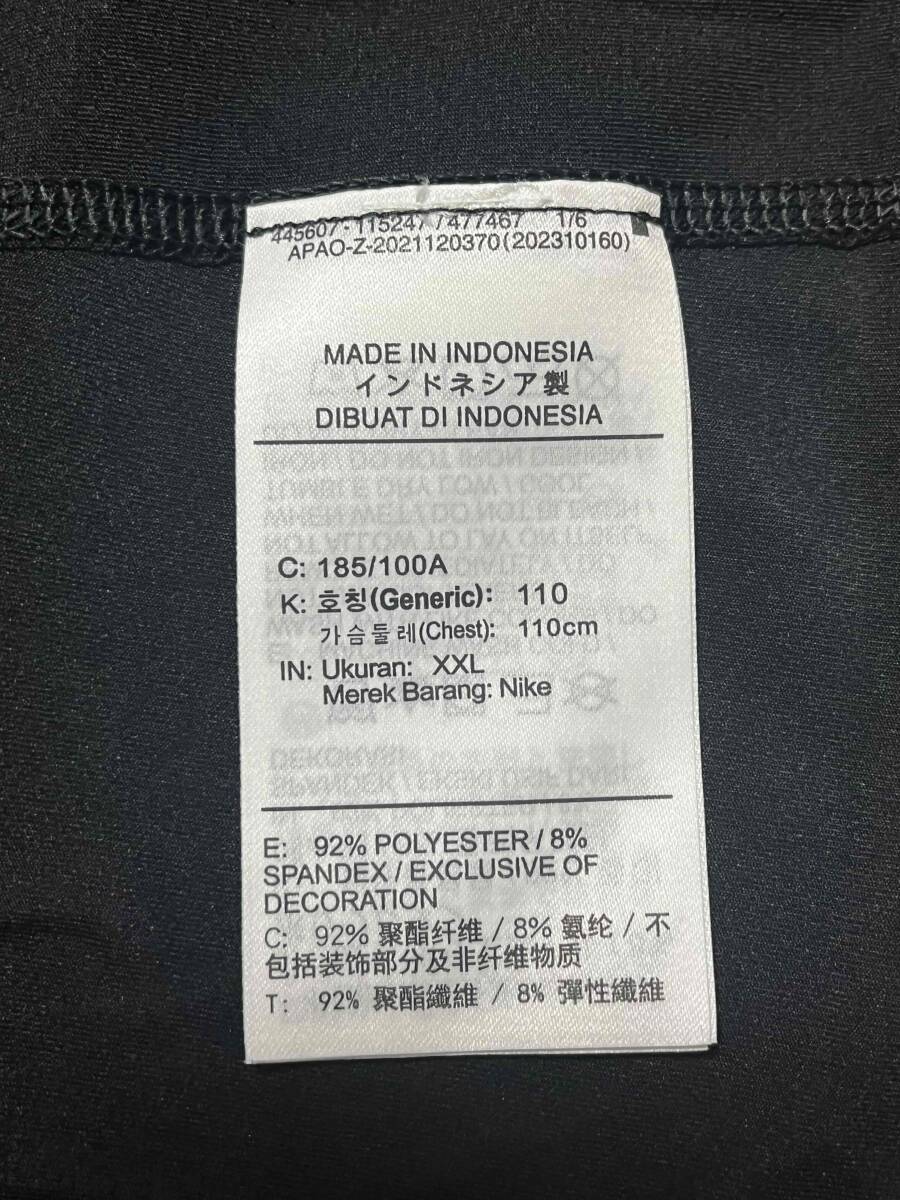 445607-115247 / 477467 1/6
APAO-Z-2021120370(202310160)
MADE IN INDONESIA
インドネシア製
DIBUAT DI INDONESIA
C: 185/100A
K: 호칭(Generic): 110
가슴둘레(Chest): 110cm
IN: Ukuran: XXL
Merek Barang: Nike
E: 92% POLYESTER / 8%
SPANDEX / EXCLUSIVE OF
DECORATION
C: 92% 聚酯纤维 / 8% 氨纶 / 不
包括装饰部分及非纤维物质
T: 92% 聚酯纖維 / 8% 彈性纖維